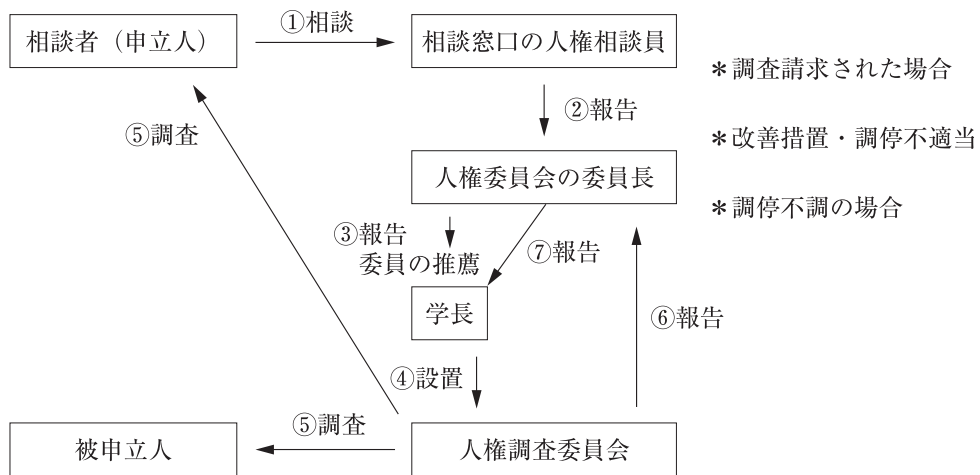 ①相談
相談者（申立人）
相談窓口の人権相談員
＊調査請求された場合
②報告
⑤調査
＊改善措置・調停不適当
人権委員会の委員長
＊調停不調の場合
③報告
委員の推薦
⑦報告
学長
⑥報告
④設置
⑤調査
被申立人
人権調査委員会